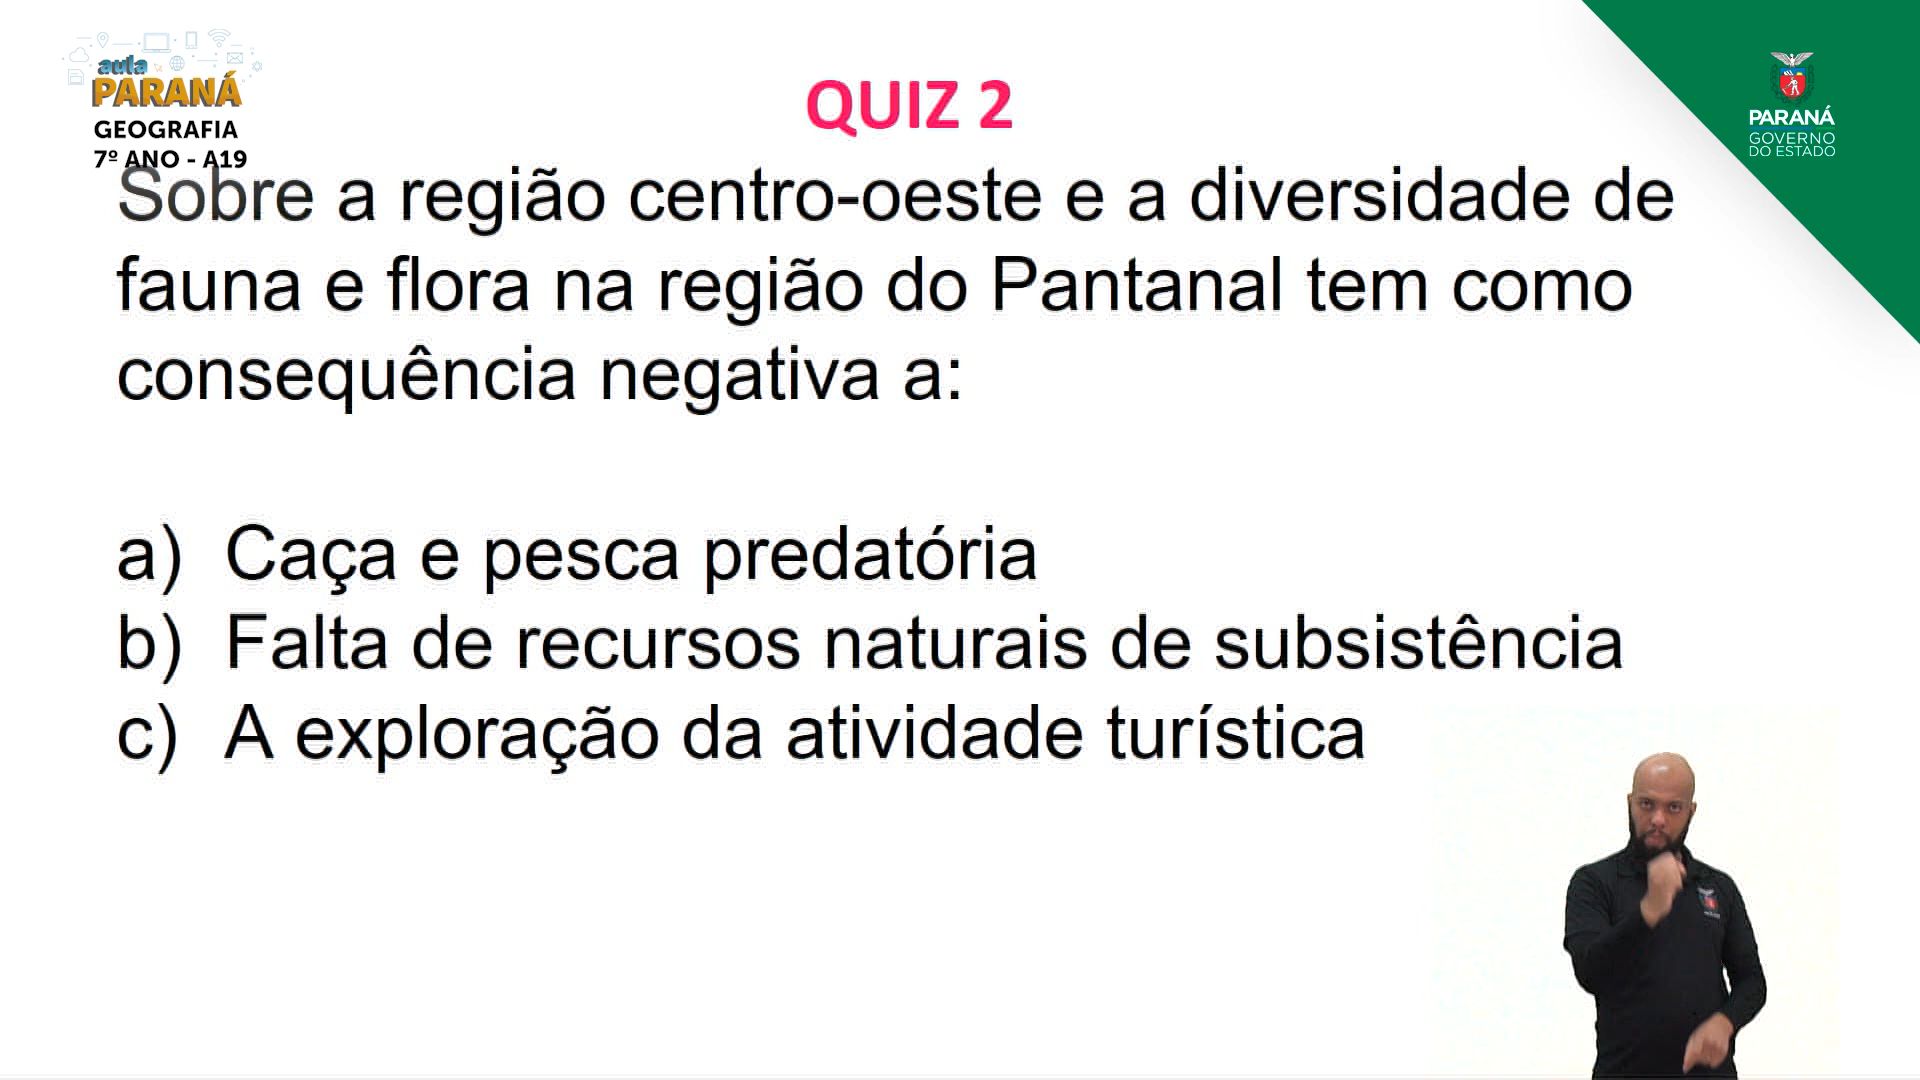 aula
PARANÁ
GEOGRAFIA
7º ANO - A19
QUIZ 2
PARANÁ
GOVERNO
DO ESTADO
Sobre a região centro-oeste e a diversidade de
fauna e flora na região do Pantanal tem como
consequência negativa a:
a) Caça e pesca predatória
b) Falta de recursos naturais de subsistência
c) A exploração da atividade turística